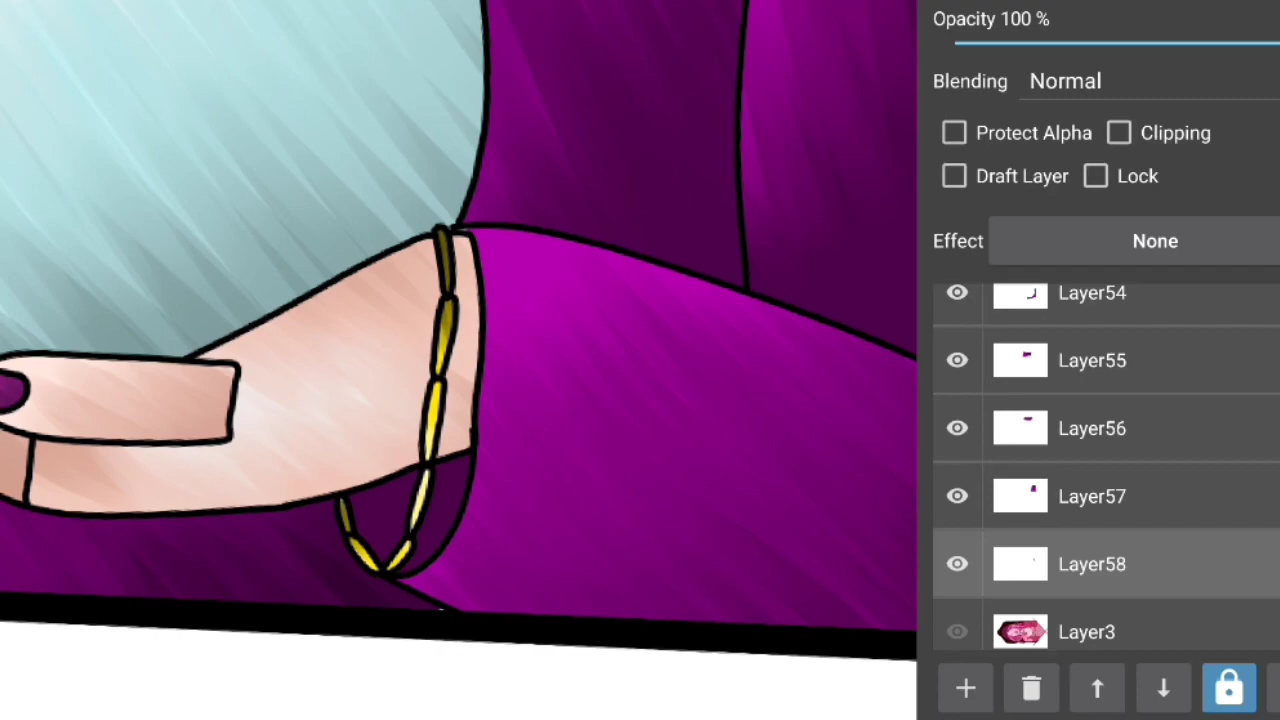 Opacity 100 %
Blending Normal
Protect Alpha Clipping
Draft Layer Lock
Effect None
Layer54
Layer55
Layer56
Layer57
Layer58
Layer3